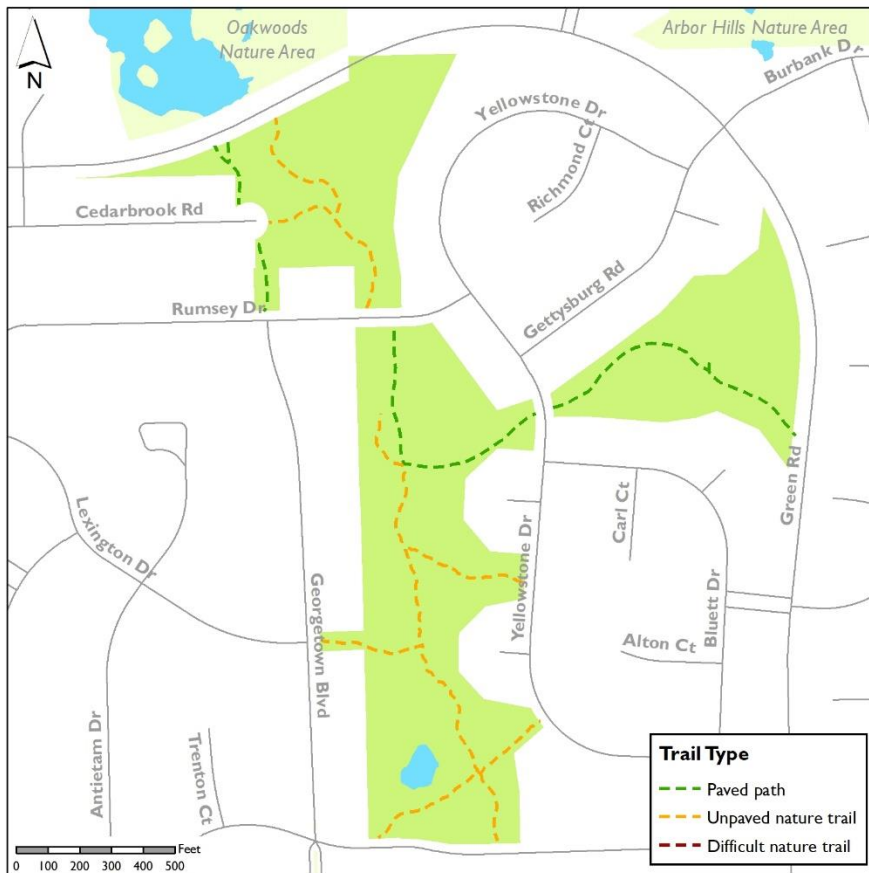 Oakwoods
Nature Area
Arbor Hills Nature Area
N
Burbank Dr
Yellowstone Dr
Richmond Ct
Cedarbrook Rd
Gettysburg Rd
Rumsey Dr
Green Rd
Lexington Dr
Carl Ct
Georgetown Blvd
Yellowstone Dr
Bluett Dr
Alton Ct
Antietam Dr
Trenton Ct
Trail Type
Paved path
Unpaved nature trail
Difficult nature trail
Feet
0 100 200 300 400 500